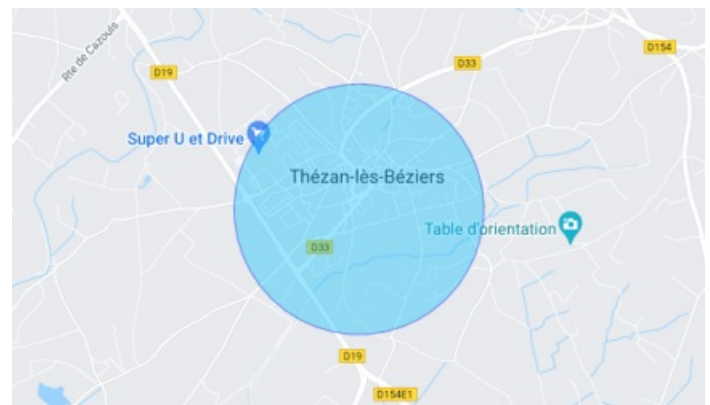 D154
D33
D19
Rte de Cazouls
Super U et Drive
Thézan-lès-Béziers
Table d'orientation
D33
D19
D154E1